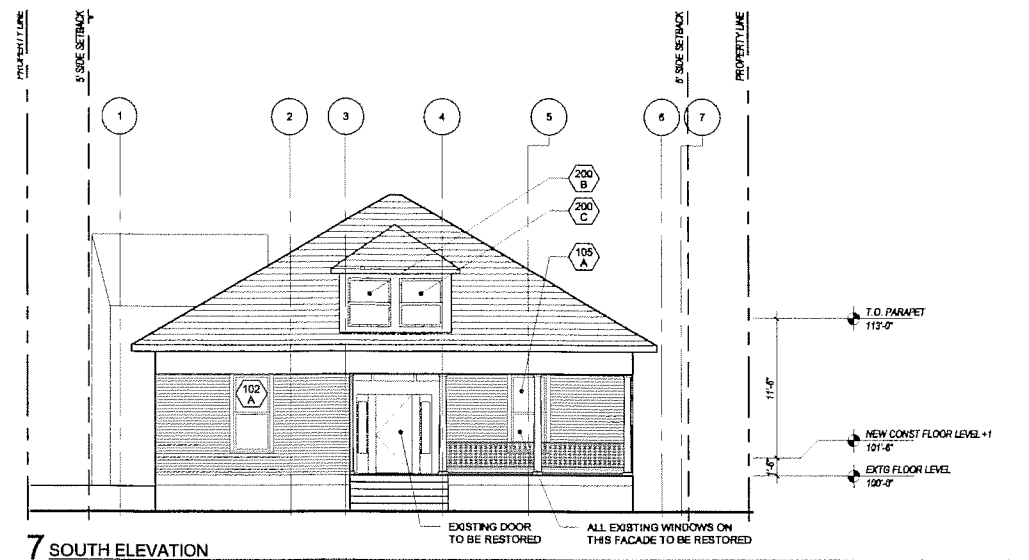 PROPERTY LINE
5' SIDE SETBACK
5' SIDE SETBACK
PROPERTY LINE
1
2
3
4
5
6
7
200
B
200
C
105
A
102
A
T.O. PARAPET
113'-0"
11'-6"
NEW CONST FLOOR LEVEL +1
101'-6"
1'-6"
EXTG FLOOR LEVEL
100'-0"
EXISTING DOOR
TO BE RESTORED
ALL EXISTING WINDOWS ON
THIS FACADE TO BE RESTORED
7 SOUTH ELEVATION